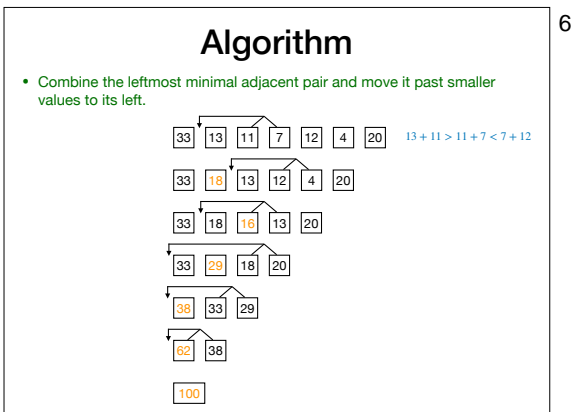 6
Algorithm
• Combine the leftmost minimal adjacent pair and move it past smaller
values to its left.
33 13 11 7 12 4 20 13 + 11 > 11 + 7 < 7 + 12
33 18 13 12 4 20
33 18 16 13 20
33 29 18 20
38 33 29
62 38
100